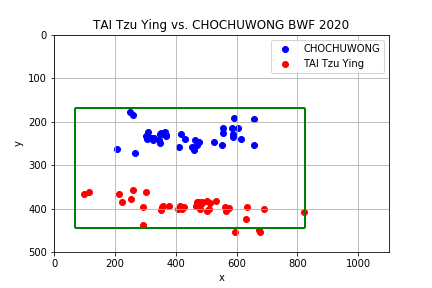 TAI Tzu Ying vs. CHOCHUWONG BWF 2020
CHOCHUWONG
TAI Tzu Ying
y
0
100
200
300
400
500
0 200 400 600 800 1000
x